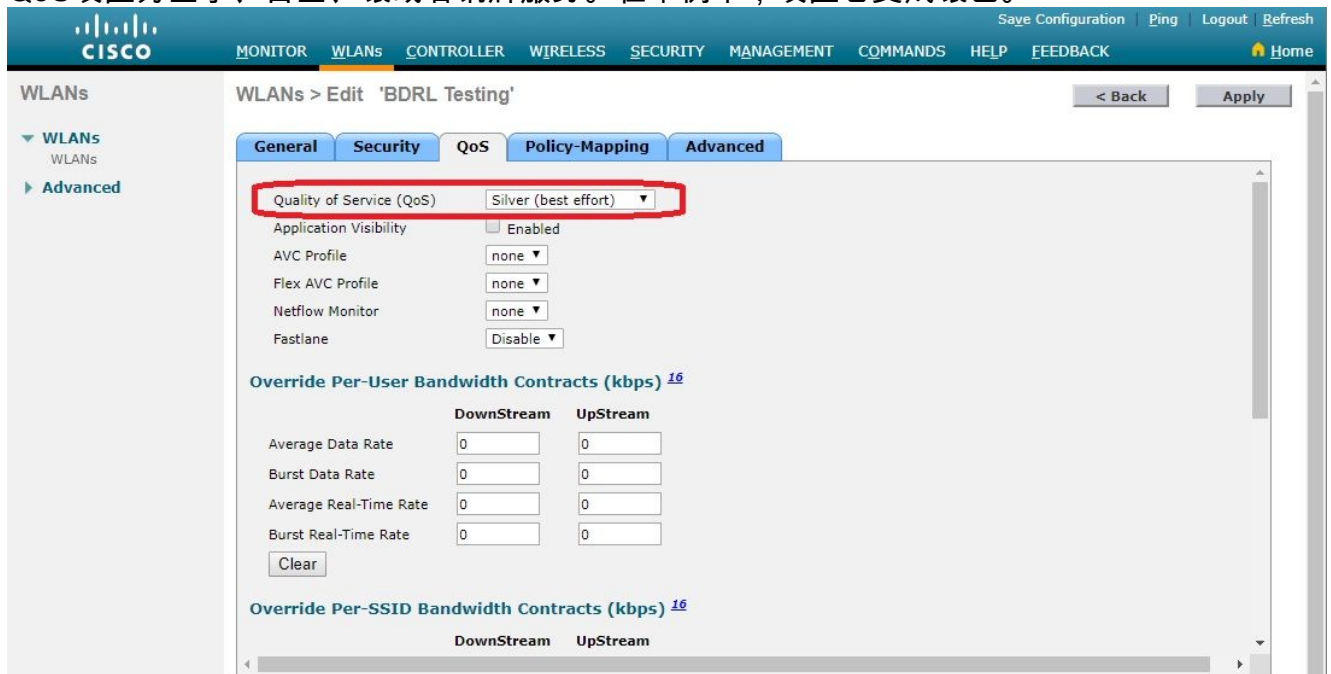 QoS
Save Configuration | Ping | Logout | Refresh
CISCO MONITOR WLANs CONTROLLER WIRELESS SECURITY MANAGEMENT COMMANDS HELP FEEDBACK Home
WLANs
WLANs > Edit 'BDRL Testing'
< Back Apply
WLANs
WLANs
Advanced
General Security QoS Policy-Mapping Advanced
Quality of Service (QoS) Silver (best effort)
Application Visibility Enabled
AVC Profile none
Flex AVC Profile none
Netflow Monitor none
Fastlane Disable
Override Per-User Bandwidth Contracts (kbps) 16
DownStream UpStream
Average Data Rate 0 0
Burst Data Rate 0 0
Average Real-Time Rate 0 0
Burst Real-Time Rate 0 0
Clear
Override Per-SSID Bandwidth Contracts (kbps) 16
DownStream UpStream